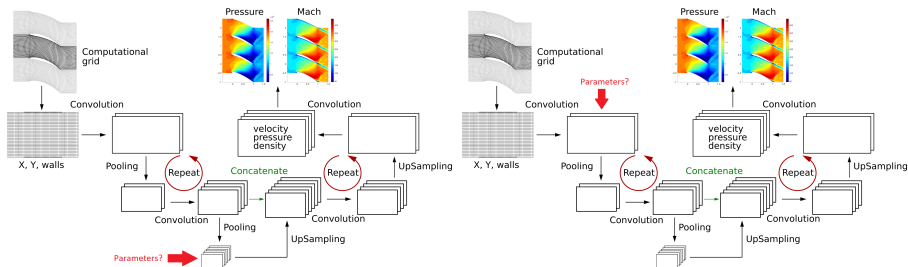 Pressure
Mach
Computational
grid
Convolution
Convolution
X, Y, walls
velocity
pressure
density
Pooling
Repeat
Concatenate
Repeat
UpSampling
Convolution
Convolution
Pooling
UpSampling
Parameters?
Pressure
Mach
Computational
grid
Parameters?
Convolution
Convolution
X, Y, walls
velocity
pressure
density
Pooling
Repeat
Concatenate
Repeat
UpSampling
Convolution
Convolution
Pooling
UpSampling